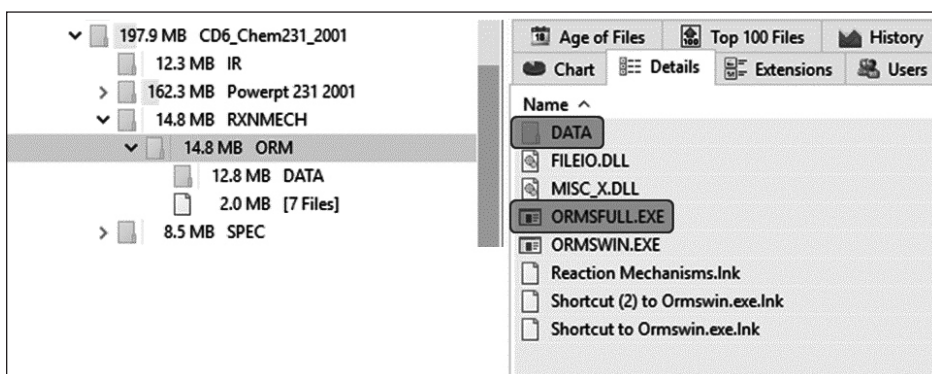 197.9 MB CD6_Chem231_2001
12.3 MB IR
162.3 MB Powerpt 231 2001
14.8 MB RXNMECH
14.8 MB ORM
12.8 MB DATA
2.0 MB [7 Files]
8.5 MB SPEC
Age of Files Top 100 Files History
Chart Details Extensions Users
Name
DATA
FILEIO.DLL
MISC_X.DLL
ORMSFULL.EXE
ORMSWIN.EXE
Reaction Mechanisms.lnk
Shortcut (2) to Ormswin.exe.lnk
Shortcut to Ormswin.exe.lnk